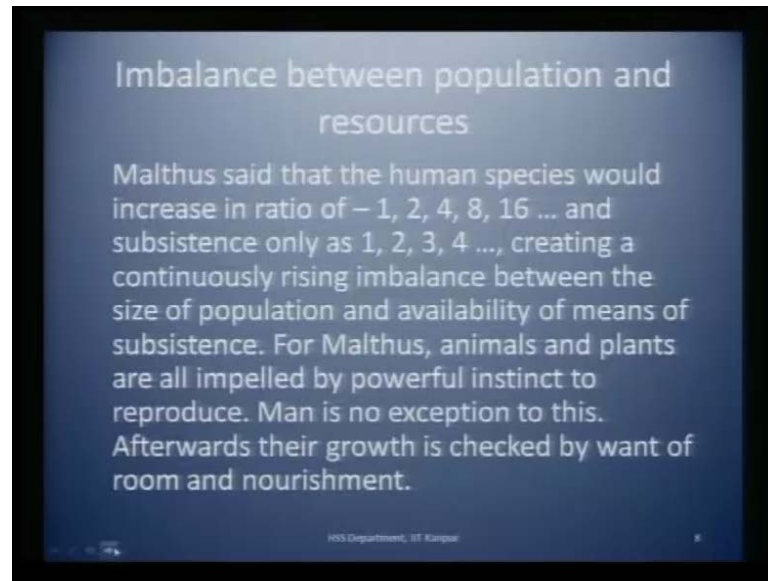 Imbalance between population and
resources
Malthus said that the human species would
increase in ratio of – 1, 2, 4, 8, 16 ... and
subsistence only as 1, 2, 3, 4 ..., creating a
continuously rising imbalance between the
size of population and availability of means of
subsistence. For Malthus, animals and plants
are all impelled by powerful instinct to
reproduce. Man is no exception to this.
Afterwards their growth is checked by want of
room and nourishment.
HSS Department, IIT Kanpur
8